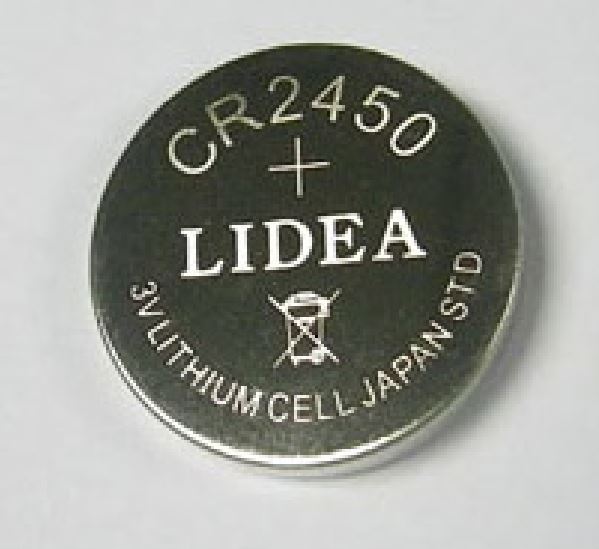 CR2450
+
LIDEA
3V LITHIUM CELL JAPAN STD